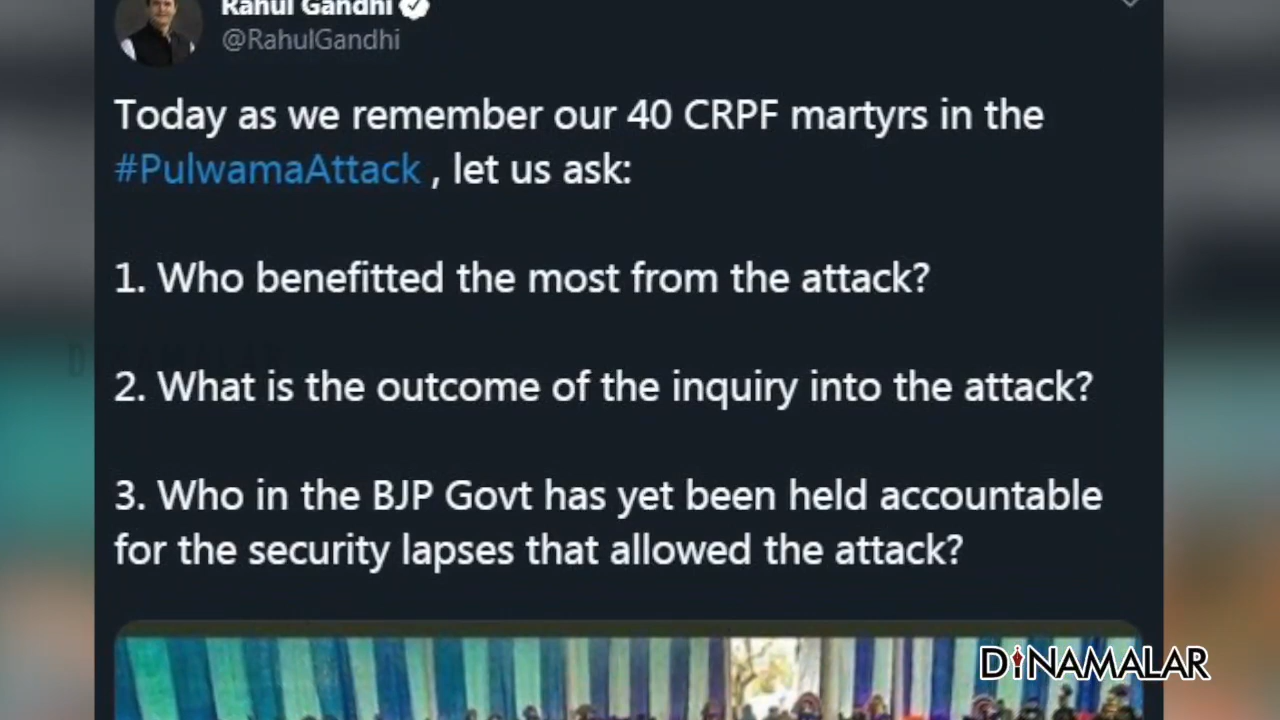 Rahul Gandhi
@RahulGandhi
Today as we remember our 40 CRPF martyrs in the
#PulwamaAttack , let us ask:
1. Who benefitted the most from the attack?
2. What is the outcome of the inquiry into the attack?
3. Who in the BJP Govt has yet been held accountable
for the security lapses that allowed the attack?
DINAMALAR